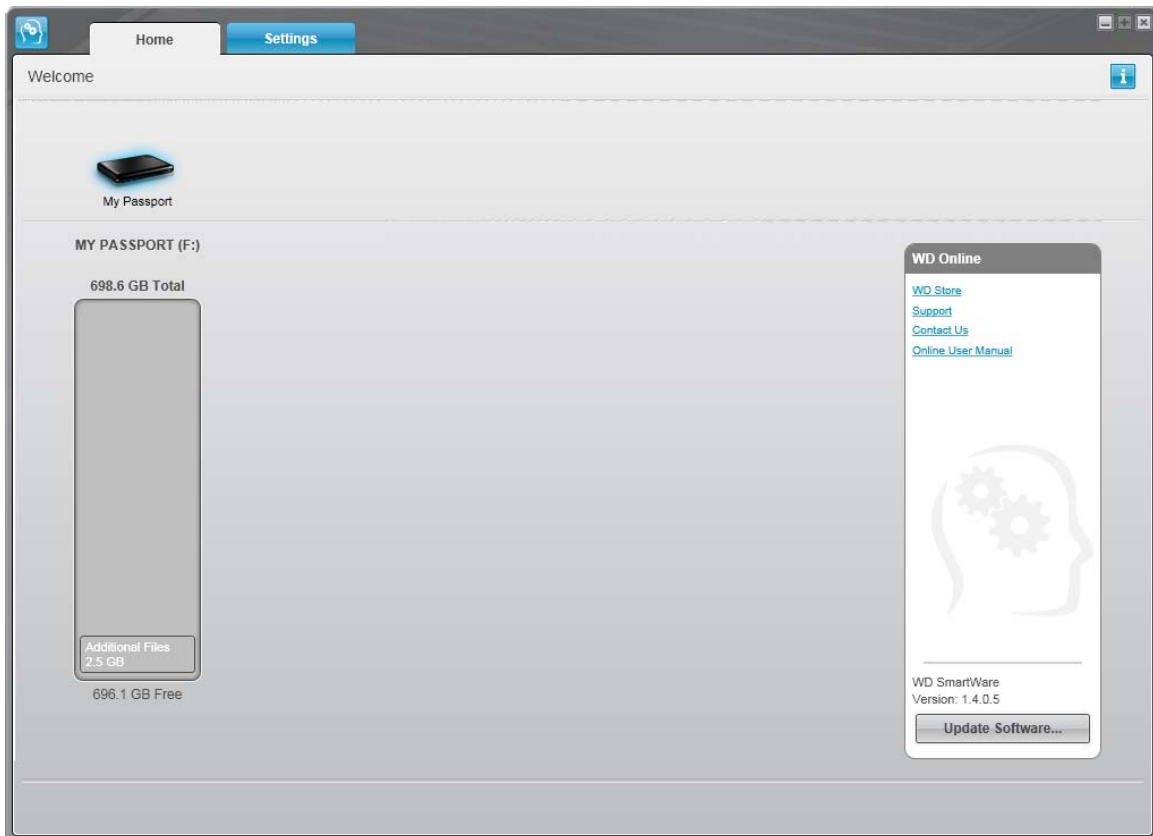 Home
Settings
Welcome
i
My Passport
MY PASSPORT (F:)
698.6 GB Total
Additional Files
2.5 GB
696.1 GB Free
WD Online
WD Store
Support
Contact Us
Online User Manual
WD SmartWare
Version: 1.4.0.5
Update Software...